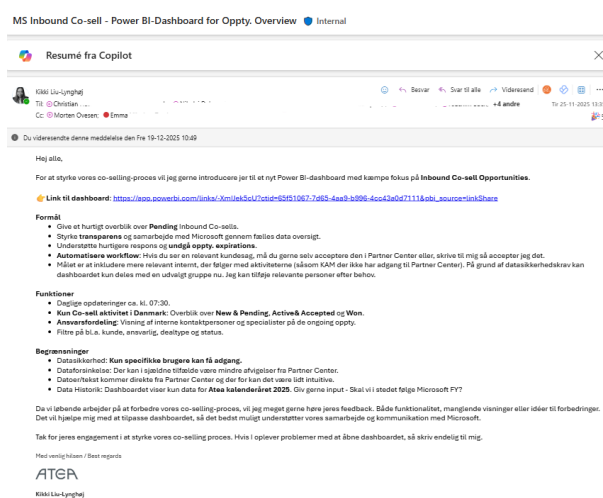 MS Inbound Co-sell - Power BI-Dashboard for Oppty. Overview Internal
Resumé fra Copilot
Kikki Liu-Lynghøj
Besvar Svar til alle Videresend
Til: Christian
+4 andre
Tir 25-11-2025
Cc: Morten Ovesen; Emma
Du videresendte denne meddelelse den Fre 19-12-2025 10:49
Hej alle,
For at styrke vores co-selling-proces vil jeg gerne introducere jer til et nyt Power BI-dashboard med kæmpe fokus på Inbound Co-sell Opportunities.
👉 Link til dashboard: https://app.powerbi.com/links/-XmIJek5cU?ctid=65f51067-7d65-4aa9-b996-4cc43a0d7111&pbi_source=linkShare
Formål
• Give et hurtigt overblik over Pending Inbound Co-sells.
• Styrke transparens og samarbejde med Microsoft gennem fælles data oversigt.
• Understøtte hurtigere respons og undgå oppty. expirations.
• Automatisere workflow: Hvis du ser en relevant kundesag, må du gerne selv acceptere den i Partner Center eller, skrive til mig så accepter jeg det.
• Målet er at inkludere mere relevant internt, der følger med aktiviteterne (såsom KAM der ikke har adgang til Partner Center). På grund af datasikkerhedskrav kan
dashboardet kun deles med en udvalgt gruppe nu. Jeg kan tilføje relevante personer efter behov.
Funktioner
• Daglige opdateringer ca. kl. 07:30.
• Kun Co-sell aktivitet i Danmark: Overblik over New & Pending, Active& Accepted og Won.
• Ansvarsfordeling: Visning af interne kontaktpersoner og specialister på de ongoing oppty.
• Filtre på bl.a. kunde, ansvarlig, dealtype og status.
Begrænsninger
• Datasikkerhed: Kun specifikke brugere kan få adgang.
• Dataforsinkelse: Der kan i sjældne tilfælde være mindre afvigelser fra Partner Center.
• Datoer/tekst kommer direkte fra Partner Center og der for kan det være lidt intuitive.
• Data Historik: Dashboardet viser kun data for Atea kalenderåret 2025. Giv gerne input - Skal vi i stedet følge Microsoft FY?
Da vi løbende arbejder på at forbedre vores co-selling-proces, vil jeg meget gerne høre jeres feedback. Både funktionalitet, manglende visninger eller idéer til forbedringer.
Det vil hjælpe mig med at tilpasse dashboardet, så det bedst muligt understøtter vores samarbejde og kommunikation med Microsoft.
Tak for jeres engagement i at styrke vores co-selling proces. Hvis I oplever problemer med at åbne dashboardet, så skriv endelig til mig.
Med venlig hilsen / Best regards
ATEA
Kikki Liu-Lynghøj